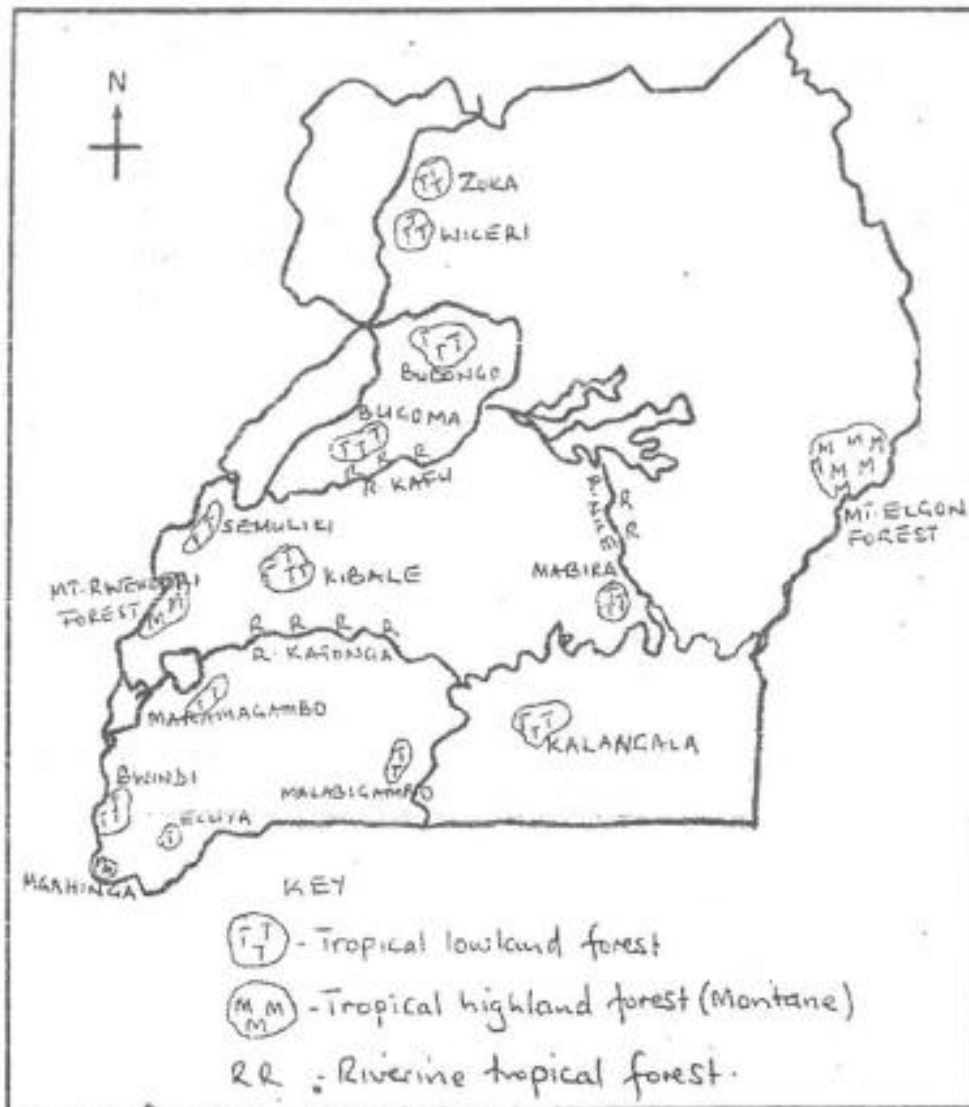 N
ZOKA
WICERI
BUDONGO
BUGOMA
R R R
R. KAFU
SEMULIKI
MT. RWENZORI
FOREST
KIBALE
R R R R
R. KATONGA
R
R
R
MABIRA
MT. ELGON
FOREST
MARAMAGAMBO
KALANGALA
MALABIGAMBO
BWINDI
ECUYA
MGAHINGA
KEY
T T T - Tropical lowland forest
M M M - Tropical highland forest (Montane)
RR : Riverine tropical forest.